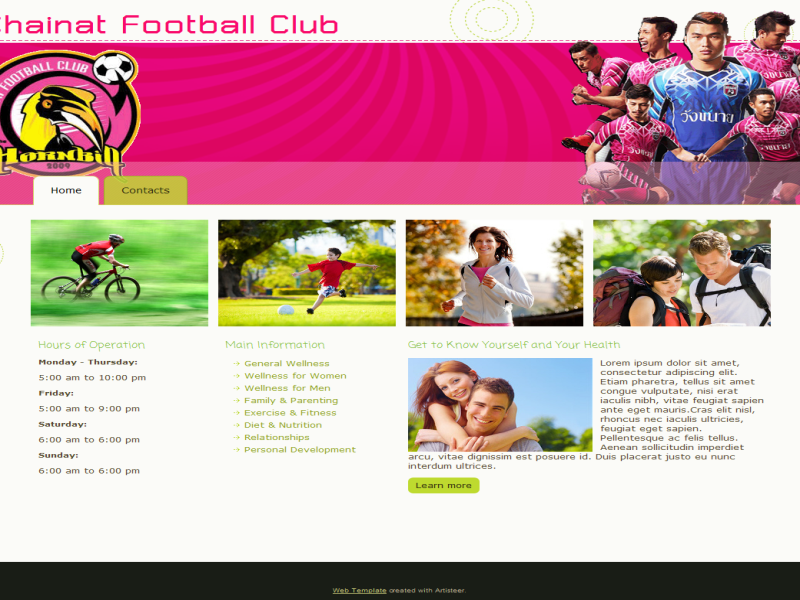 Chainat Football Club
FOOTBALL CLUB
HORNBILL
2009
วังขนาย
Home
Contacts
Hours of Operation
Monday - Thursday:
5:00 am to 10:00 pm
Friday:
5:00 am to 9:00 pm
Saturday:
6:00 am to 6:00 pm
Sunday:
6:00 am to 6:00 pm
Main Information
General Wellness
Wellness for Women
Wellness for Men
Family & Parenting
Exercise & Fitness
Diet & Nutrition
Relationships
Personal Development
Get to Know Yourself and Your Health
Lorem ipsum dolor sit amet,
consectetur adipiscing elit.
Etiam pharetra, tellus sit amet
congue vulputate, nisi erat
iaculis nibh, vitae feugiat sapien
ante eget mauris.Cras elit nisl,
rhoncus nec iaculis ultricies,
feugiat eget sapien.
Pellentesque ac felis tellus.
Aenean sollicitudin imperdiet
arcu, vitae dignissim est posuere id. Duis placerat justo eu nunc
interdum ultrices.
Learn more
Web Template created with Artisteer.